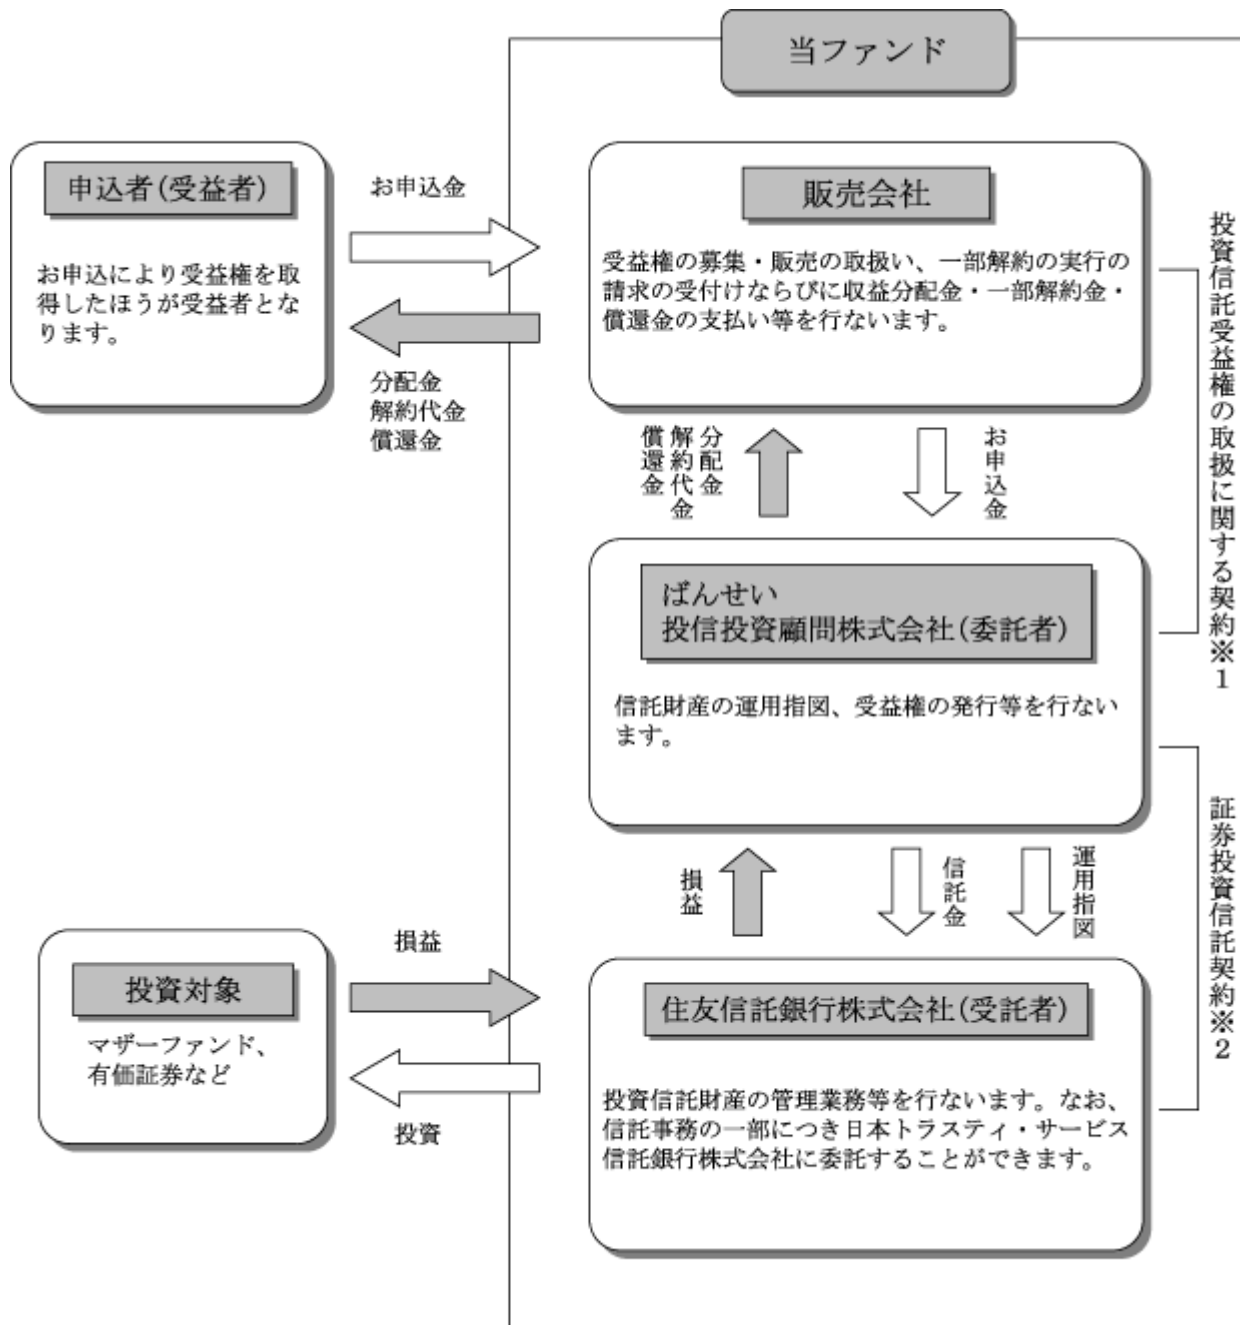 当ファンド
申込者(受益者)
お申込により受益権を取
得したほうが受益者とな
ります。
お申込金
分配金
解約代金
償還金
販売会社
受益権の募集・販売の取扱い、一部解約の実行の
請求の受付けならびに収益分配金・一部解約金・
償還金の支払い等を行ないます。
分配金
解約代金
償還金
お申込金
投資信託受益権の取扱に関する契約※1
ばんせい
投信投資顧問株式会社(委託者)
信託財産の運用指図、受益権の発行等を行ない
ます。
損益
信託金
運用指図
証券投資信託契約※2
投資対象
マザーファンド、
有価証券など
損益
投資
住友信託銀行株式会社(受託者)
投資信託財産の管理業務等を行ないます。なお、
信託事務の一部につき日本トラスティ・サービス
信託銀行株式会社に委託することができます。